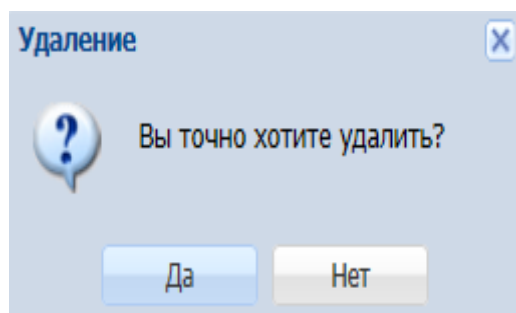 Удаление
Вы точно хотите удалить?
Да
Нет